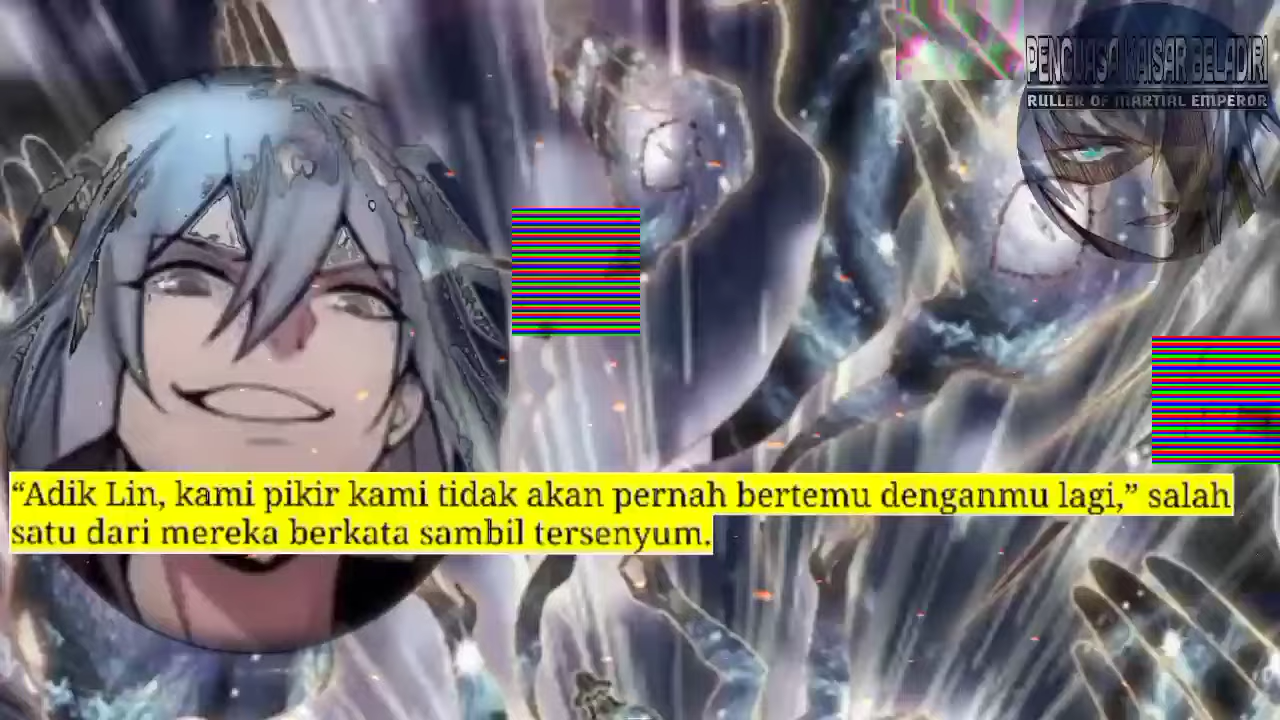 PENGUASA KAISAR BELADIRI
RULLER OF MARTIAL EMPEROR
“Adik Lin, kami pikir kami tidak akan pernah bertemu denganmu lagi,” salah
satu dari mereka berkata sambil tersenyum.